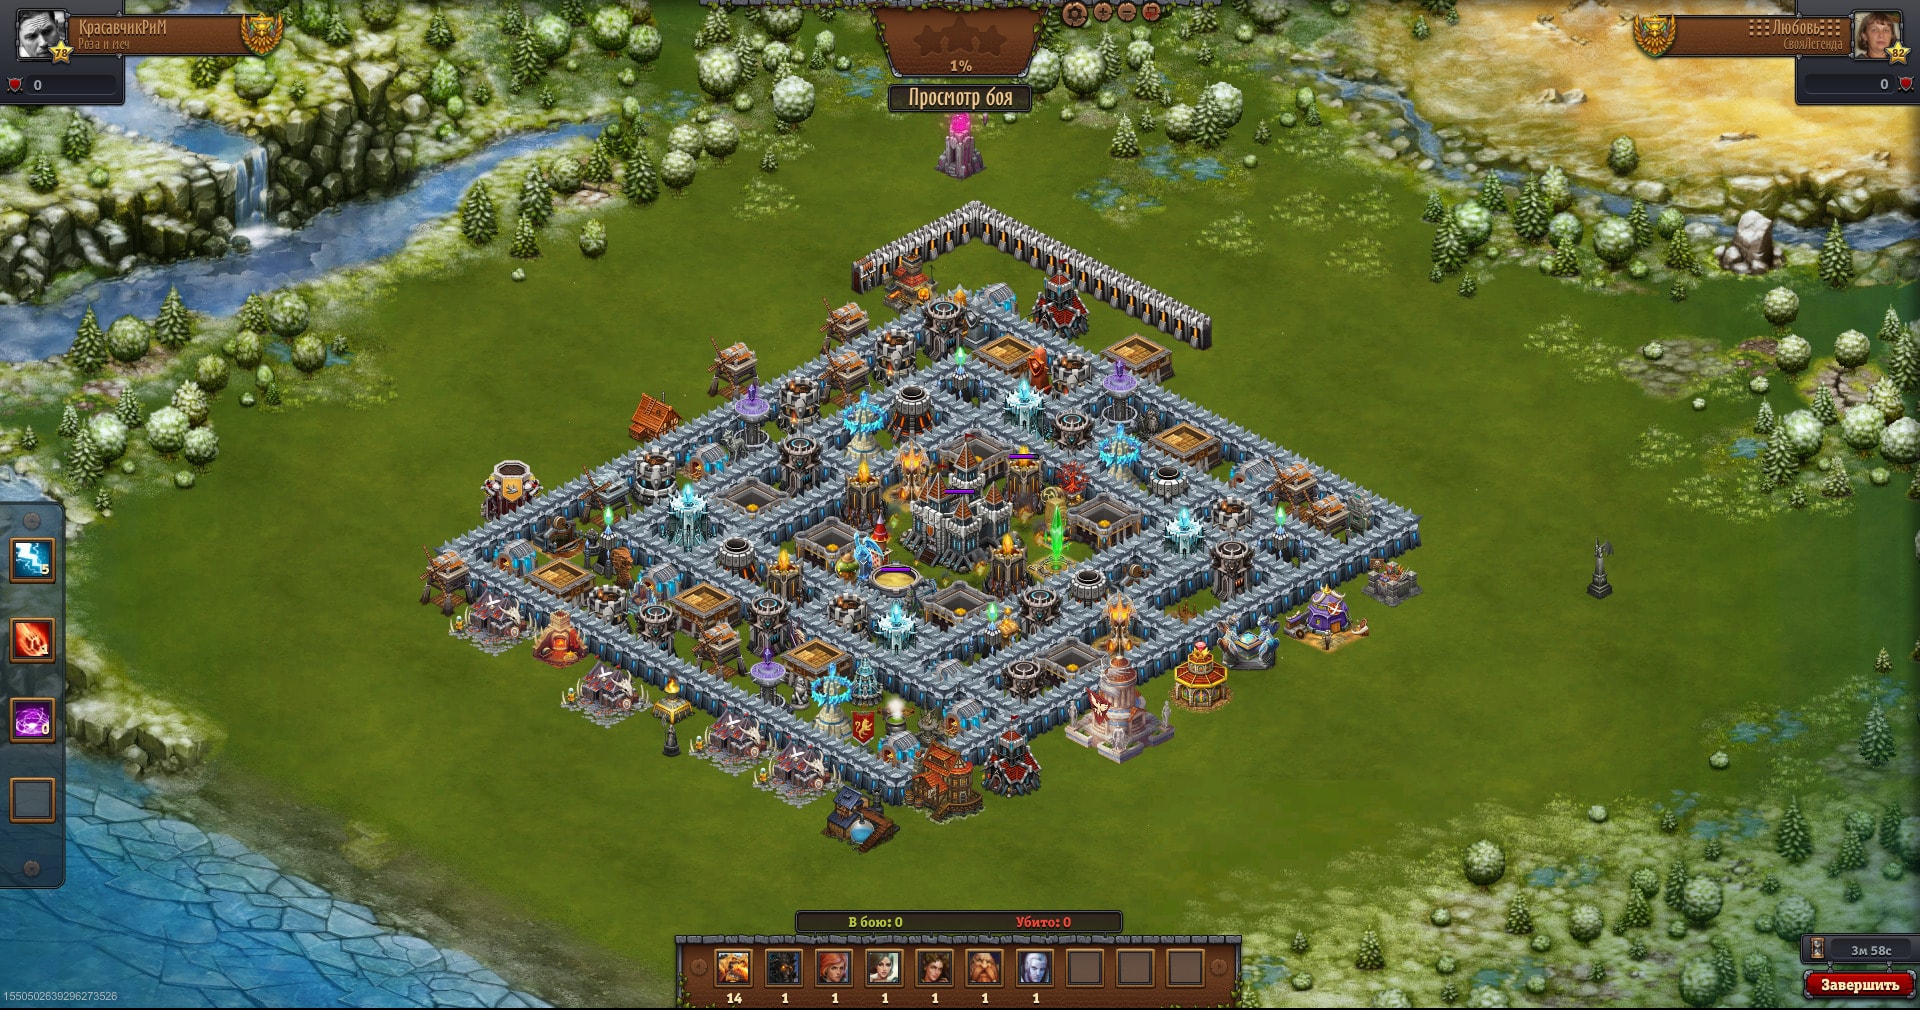 КрасавчикРиМ
Роза и Меч
78
0
1%
Просмотр боя
:::Любовь:::
СвояЛегенда
82
0
5
1
0
В бою: 0 Убито: 0
14 1 1 1 1 1 1
3м 58с
Завершить
1550502639296273526